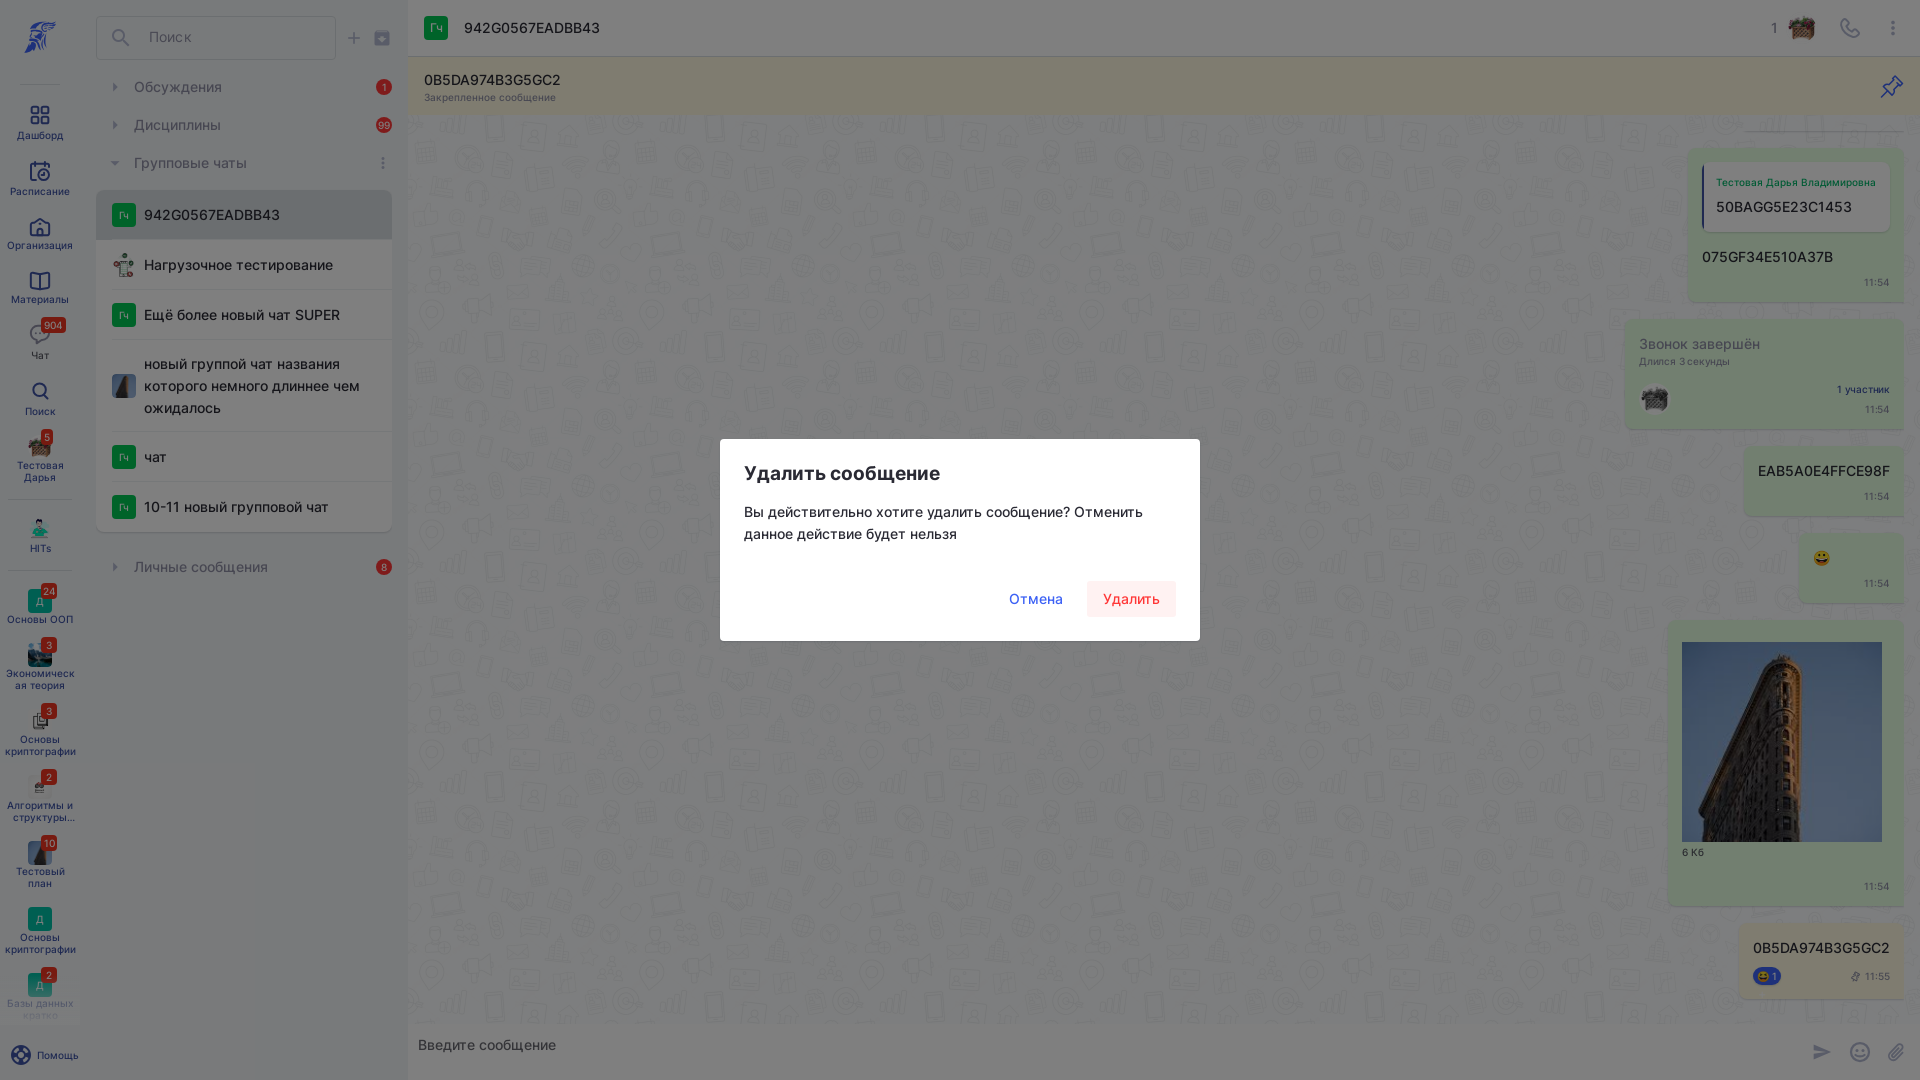 Дашборд
Расписание
Организация
Материалы
904
Чат
Поиск
5
Тестовая
Дарья
HITs
24
Д
Основы ООП
3
Экономическ
ая теория
3
Основы
криптографии
2
Алгоритмы и
структуры...
10
Тестовый
план
Д
Основы
криптографии
2
Д
Базы данных
кратко
Помощь
Поиск
Обсуждения
1
Дисциплины
99
Групповые чаты
Гч 942G0567EADBB43
Нагрузочное тестирование
Гч Ещё более новый чат SUPER
новый группой чат названия
которого немного длиннее чем
ожидалось
Гч чат
Гч 10-11 новый групповой чат
Личные сообщения
8
Гч 942G0567EADBB43
1
0B5DA974B3G5GC2
Закрепленное сообщение
Тестовая Дарья Владимировна
50BAGG5E23C1453
075GF34E510A37B
11:54
Звонок завершён
Длился 3 секунды
1 участник
11:54
EAB5A0E4FFCE98F
11:54
😀
11:54
6 Кб
11:54
0B5DA974B3G5GC2
😄 1
11:55
Удалить сообщение
Вы действительно хотите удалить сообщение? Отменить
данное действие будет нельзя
Отмена
Удалить
Введите сообщение